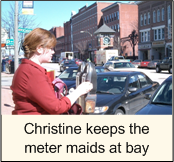 Christine keeps the
meter maids at bay